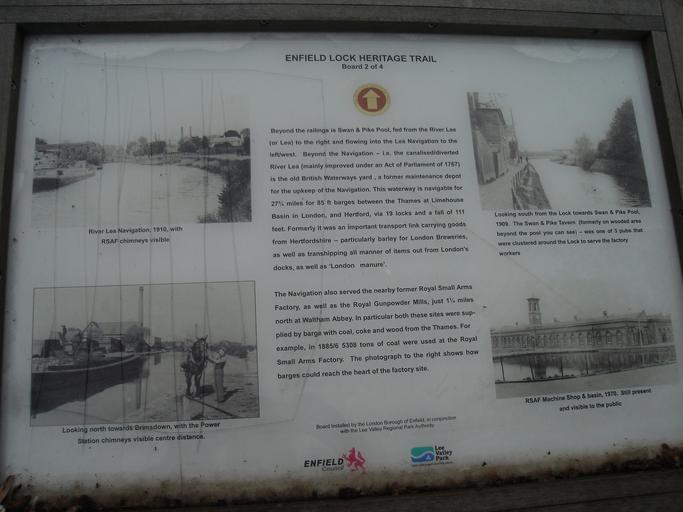 ENFIELD LOCK HERITAGE TRAIL
Board 2 of 4
Beyond the railings is Swan & Pike Pool, fed from the River Lee
(or Lea) to the right and flowing into the Lee Navigation to the
left/west. Beyond the Navigation – i.e. the canalised/diverted
River Lea (mainly improved under an Act of Parliament of 1767)
is the old British Waterways yard , a former maintenance depot
for the upkeep of the Navigation. This waterway is navigable for
27¾ miles for 85 ft barges between the Thames at Limehouse
Basin in London, and Hertford, via 19 locks and a fall of 111
feet. Formerly it was an important transport link carrying goods
from Hertfordshire – particularly barley for London Breweries,
as well as transhipping all manner of items out from London's
docks, as well as 'London manure'.
The Navigation also served the nearby former Royal Small Arms
Factory, as well as the Royal Gunpowder Mills, just 1¼ miles
north at Waltham Abbey. In particular both these sites were sup-
plied by barge with coal, coke and wood from the Thames. For
example, in 1885/6 5308 tons of coal were used at the Royal
Small Arms Factory. The photograph to the right shows how
barges could reach the heart of the factory site.
River Lea Navigation, 1910, with
RSAF chimneys visible
Looking north towards Brimsdown, with the Power
Station chimneys visible centre distance.
Looking south from the Lock towards Swan & Pike Pool,
1909. The Swan & Pike Tavern (formerly on wooded area
beyond the pool you can see) – was one of 3 pubs that
were clustered around the Lock to serve the factory
workers
RSAF Machine Shop & basin, 1970. Still present
and visible to the public
Board installed by the London Borough of Enfield, in conjunction
with the Lee Valley Regional Park Authority
ENFIELD
Council
Lee
Valley
Park